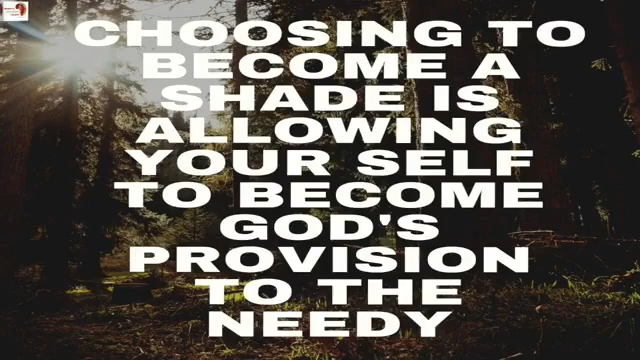 CHOOSING TO
BECOME A
SHADE IS
ALLOWING
YOUR SELF
TO BECOME
GOD'S
PROVISION
TO THE
NEEDY